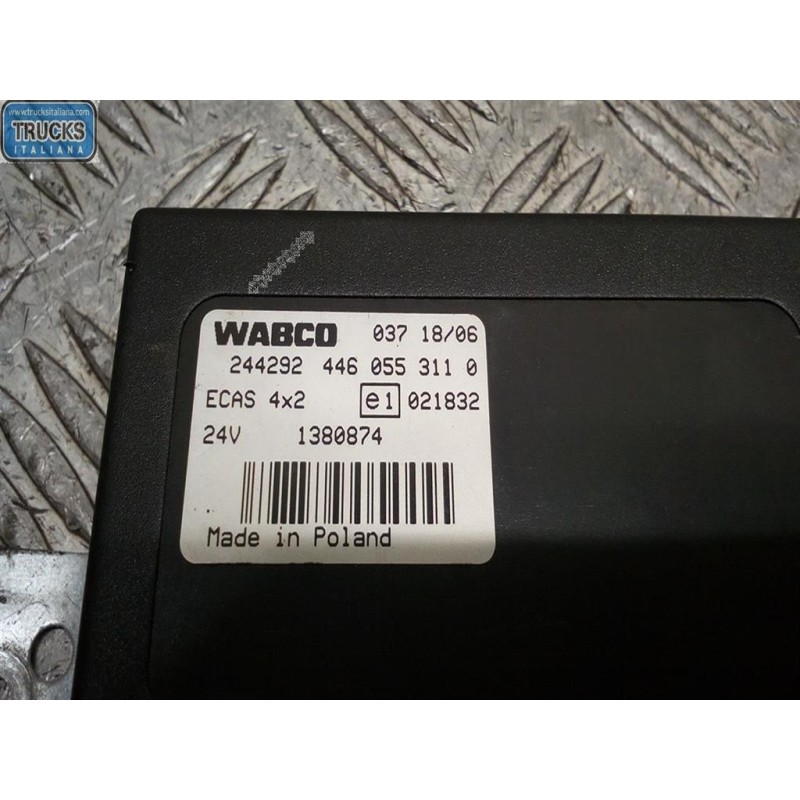 www.trucksitaliana.com
TRUCKS
ITALIANA
WABCO 037 18/06
244292 446 055 311 0
ECAS 4x2 e1 021832
24V 1380874
Made in Poland